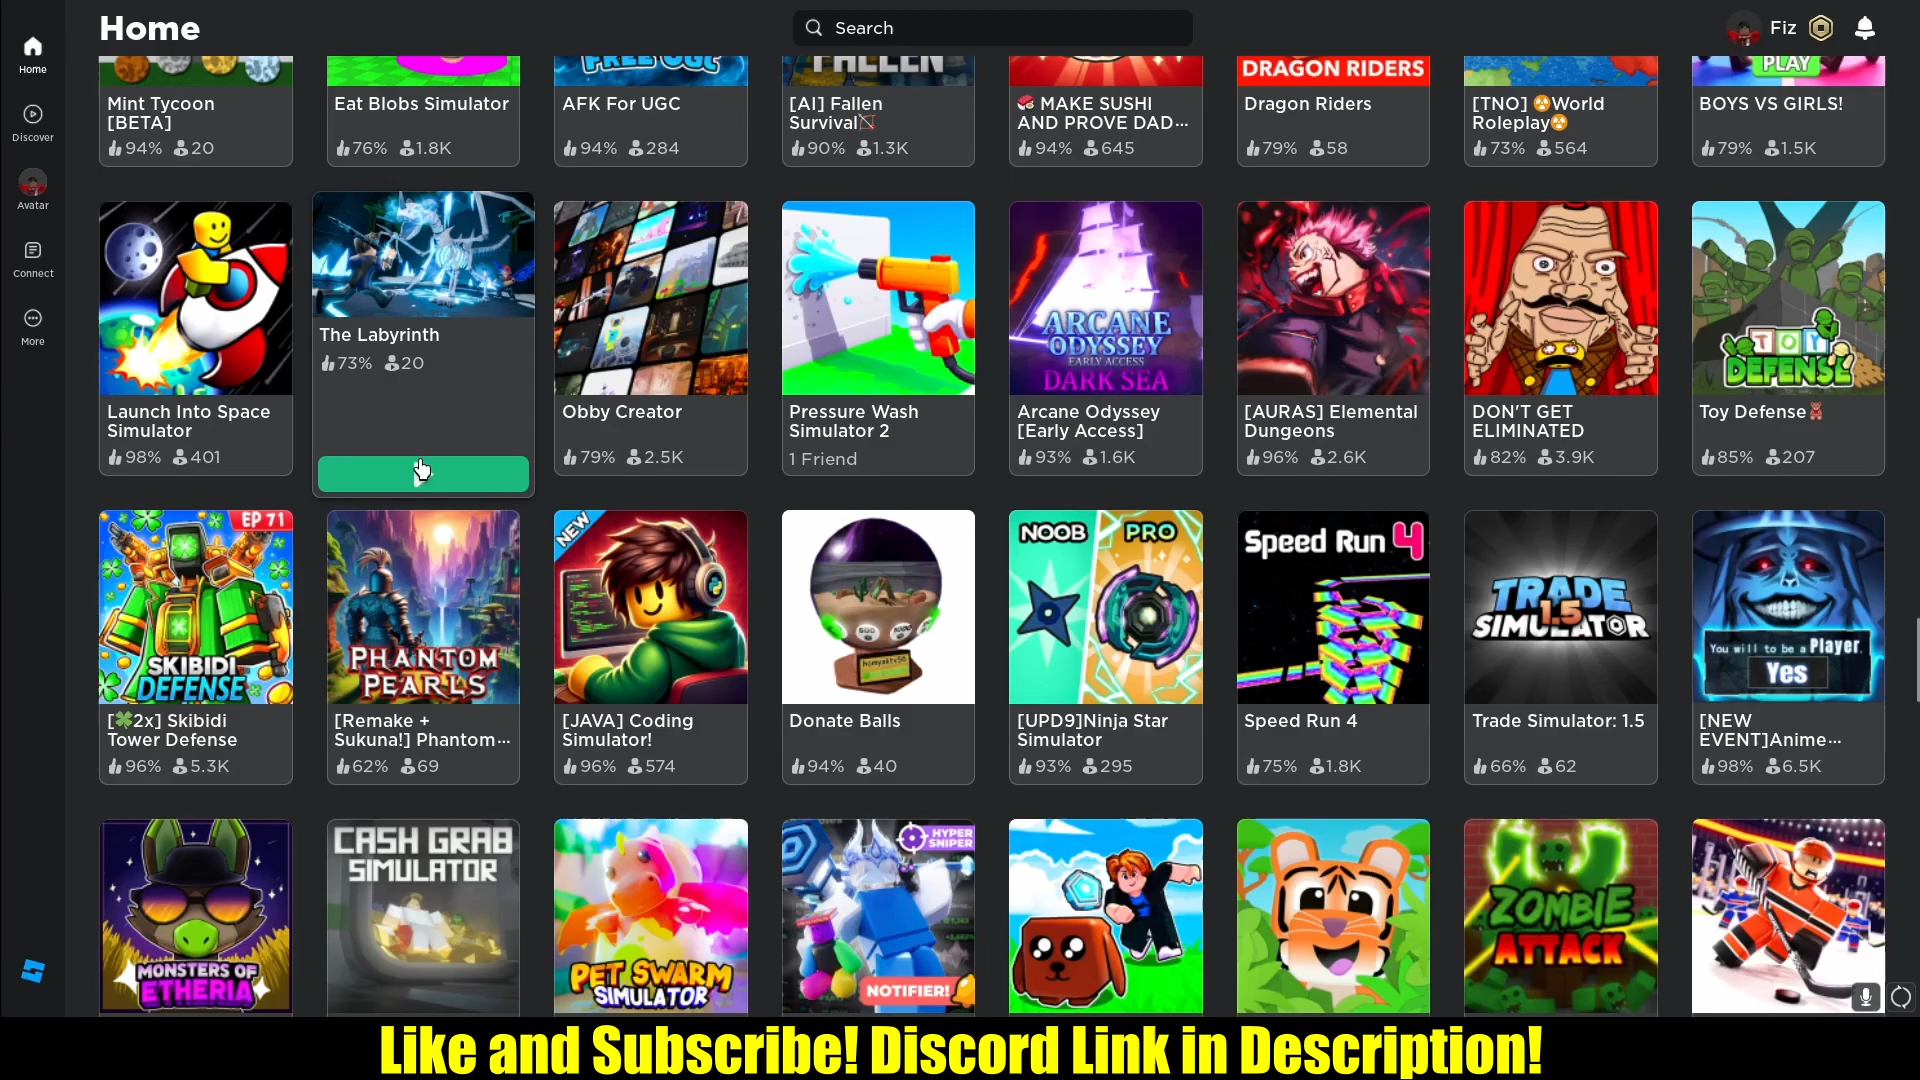 Home
Search
Fiz
Home
Discover
Avatar
Connect
More
FREE UGC
FALLEN
DRAGON RIDERS
PLAY
Mint Tycoon
[BETA]
94% 20
Eat Blobs Simulator
76% 1.8K
AFK For UGC
94% 284
[AI] Fallen
Survival🏹
90% 1.3K
🍣 MAKE SUSHI
AND PROVE DAD...
94% 645
Dragon Riders
79% 58
[TNO] ☢World
Roleplay☢
73% 564
BOYS VS GIRLS!
79% 1.5K
Launch Into Space
Simulator
98% 401
The Labyrinth
73% 20
Obby Creator
79% 2.5K
Pressure Wash
Simulator 2
1 Friend
ARCANE
ODYSSEY
EARLY ACCESS
DARK SEA
Arcane Odyssey
[Early Access]
93% 1.6K
[AURAS] Elemental
Dungeons
96% 2.6K
DON'T GET
ELIMINATED
82% 3.9K
TOY
DEFENSE
Toy Defense🧸
85% 207
EP 71
SKIBIDI
DEFENSE
[🍀2x] Skibidi
Tower Defense
96% 5.3K
PHANTOM
PEARLS
[Remake +
Sukuna!] Phantom...
62% 69
NEW
[JAVA] Coding
Simulator!
96% 574
homyaktv56
Donate Balls
94% 40
NOOB PRO
[UPD9]Ninja Star
Simulator
93% 295
Speed Run 4
Speed Run 4
75% 1.8K
TRADE
1.5
SIMULATOR
Trade Simulator: 1.5
66% 62
You will to be a Player.
Yes
[NEW
EVENT]Anime...
98% 6.5K
MONSTERS OF
ETHERIA
CASH GRAB
SIMULATOR
PET SWARM
SIMULATOR
HYPER
SNIPER
NOTIFIER!
ZOMBIE
ATTACK
Like and Subscribe! Discord Link in Description!